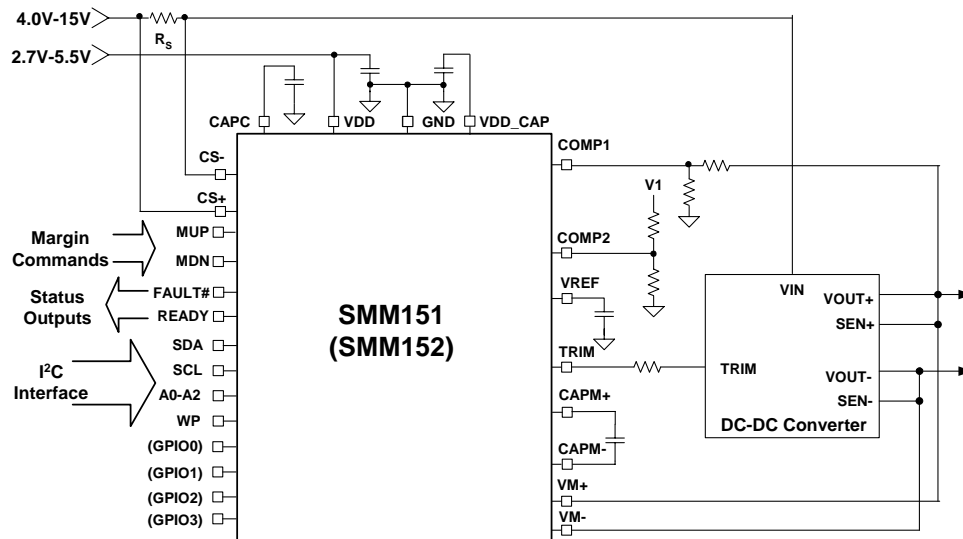 4.0V-15V
RS
2.7V-5.5V
CAPC
VDD
GND
VDD_CAP
CS-
CS+
MUP
MDN
FAULT#
READY
SDA
SCL
A0-A2
WP
(GPIO0)
(GPIO1)
(GPIO2)
(GPIO3)
Margin
Commands
Status
Outputs
I2C
Interface
SMM151
(SMM152)
COMP1
V1
COMP2
VREF
TRIM
CAPM+
CAPM-
VM+
VM-
VIN
VOUT+
SEN+
TRIM
VOUT-
SEN-
DC-DC Converter